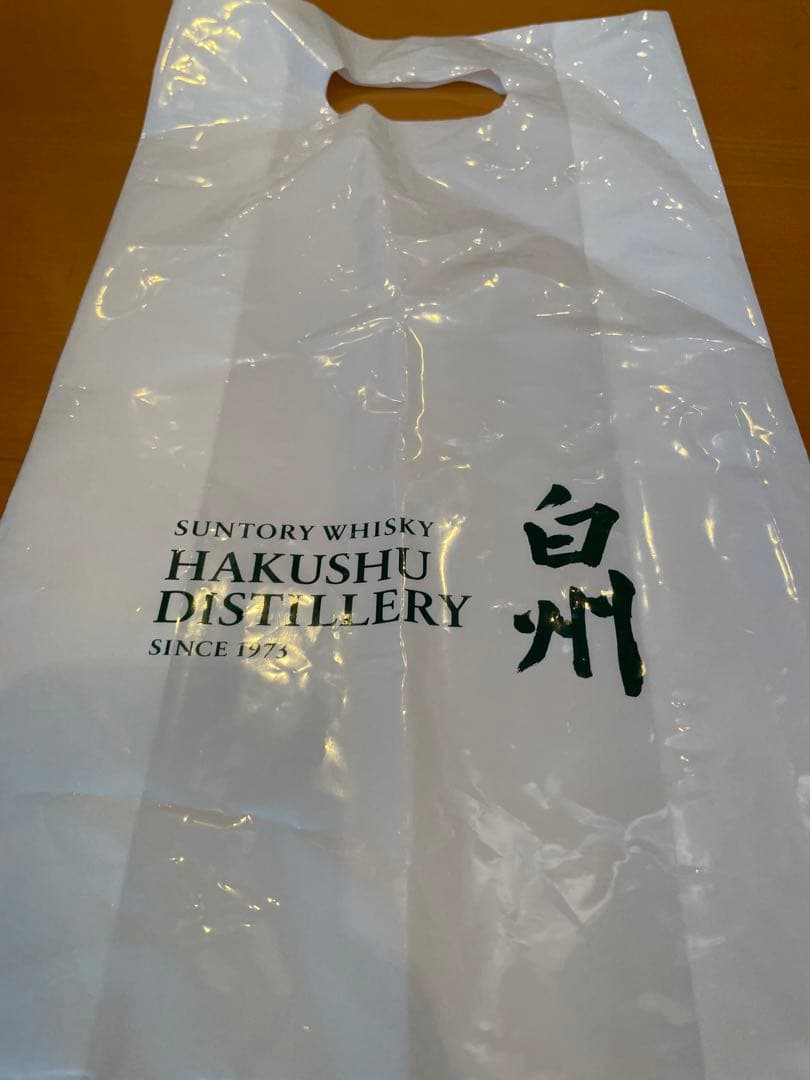 SUNTORY WHISKY
HAKUSHU
DISTILLERY
SINCE 1973
白州